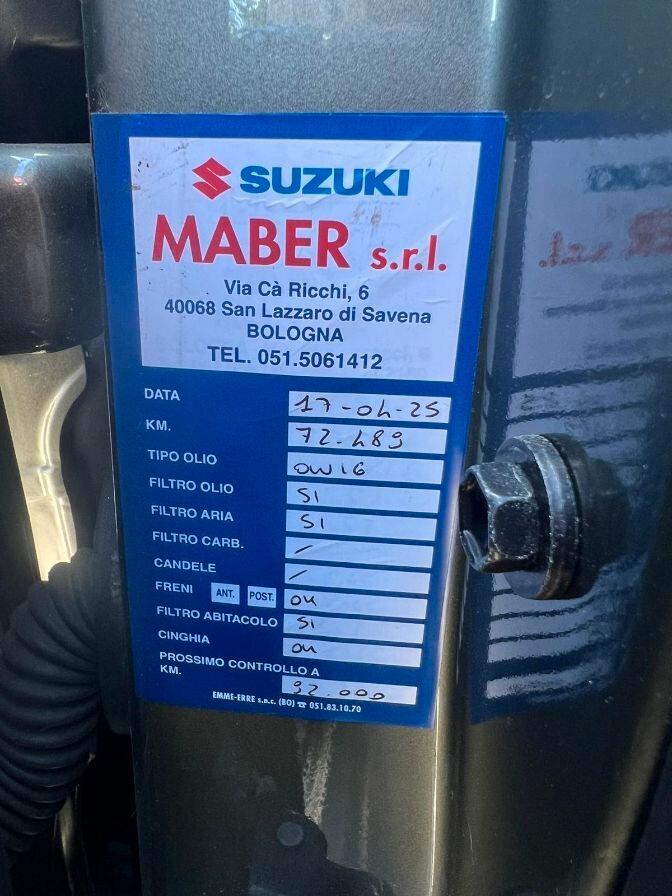 SUZUKI
MABER s.r.l.
Via Cà Ricchi, 6
40068 San Lazzaro di Savena
BOLOGNA
TEL. 051.5061412
DATA 17-04-25
KM. 72.489
TIPO OLIO 0W16
FILTRO OLIO SI
FILTRO ARIA SI
FILTRO CARB. /
CANDELE /
FRENI ANT. POST. OK
FILTRO ABITACOLO SI
CINGHIA OK
PROSSIMO CONTROLLO A
KM. 92.000
EMME-ERRE s.n.c. (BO) ☎ 051.83.10.70